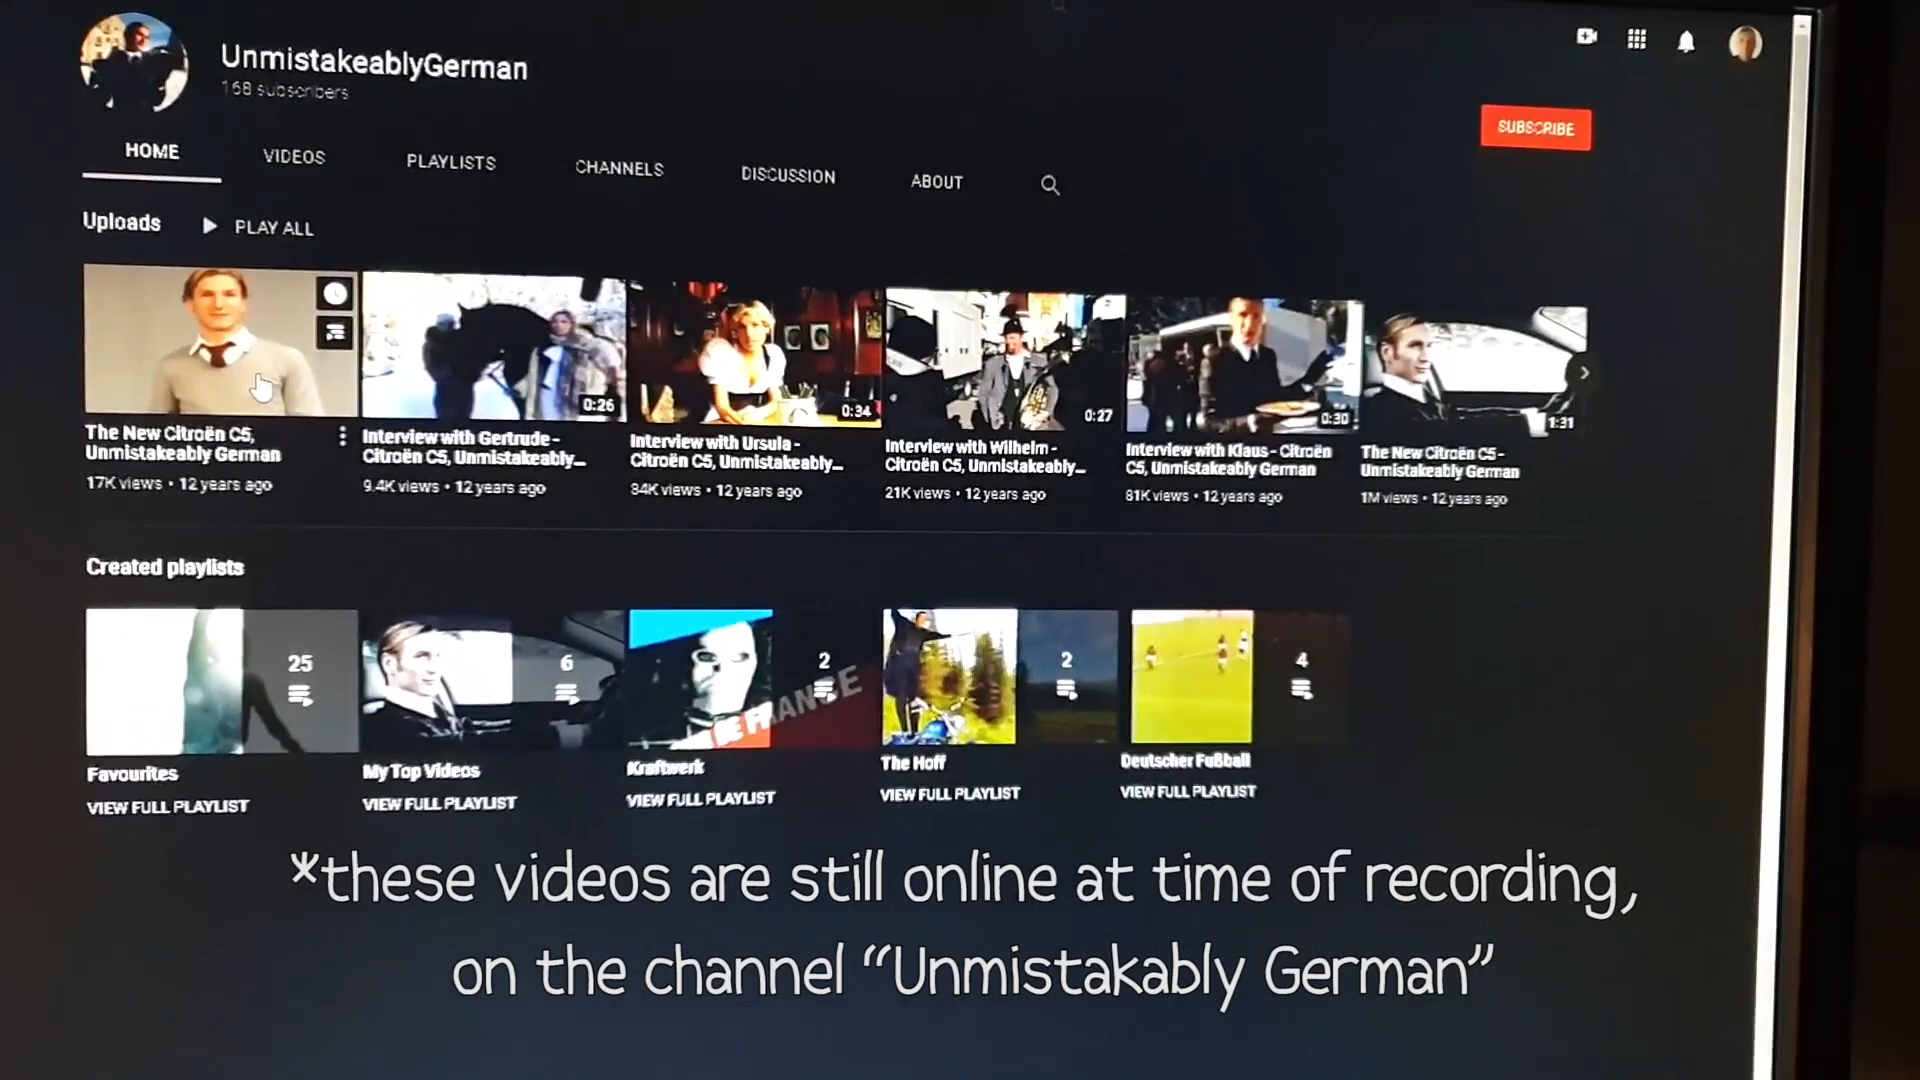 UnmistakeablyGerman
168 subscribers
SUBSCRIBE
HOME VIDEOS PLAYLISTS CHANNELS DISCUSSION ABOUT
Uploads PLAY ALL
0:26 0:34 0:27 0:30 1:31
The New Citroën C5,
Unmistakeably German
17K views • 12 years ago
Interview with Gertrude -
Citroën C5, Unmistakeably...
9.4K views • 12 years ago
Interview with Ursula -
Citroën C5, Unmistakeably...
34K views • 12 years ago
Interview with Wilhelm -
Citroën C5, Unmistakeably...
21K views • 12 years ago
Interview with Klaus - Citroën
C5, Unmistakeably German
81K views • 12 years ago
The New Citroën C5 -
Unmistakeably German
1M views • 12 years ago
Created playlists
25 6 2 2 4
DE FRANCE
Favourites
VIEW FULL PLAYLIST
My Top Videos
VIEW FULL PLAYLIST
Kraftwerk
VIEW FULL PLAYLIST
The Hoff
VIEW FULL PLAYLIST
Deutscher Fußball
VIEW FULL PLAYLIST
*these videos are still online at time of recording,
on the channel “Unmistakably German”